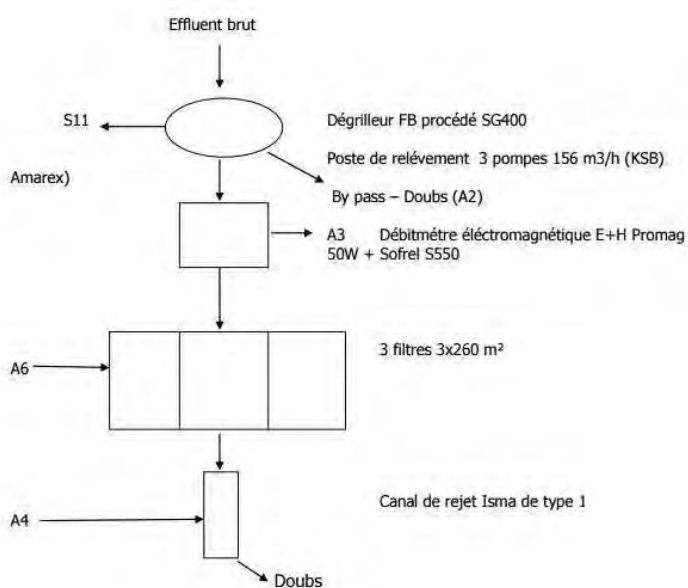 Effluent brut
S11
Dégrilleur FB procédé SG400
Poste de relévement 3 pompes 156 m3/h (KSB)
Amarex)
By pass – Doubs (A2)
A3 Débitmétre éléctromagnétique E+H Promag
50W + Sofrel S550
3 filtres 3x260 m²
A6
Canal de rejet Isma de type 1
A4
Doubs